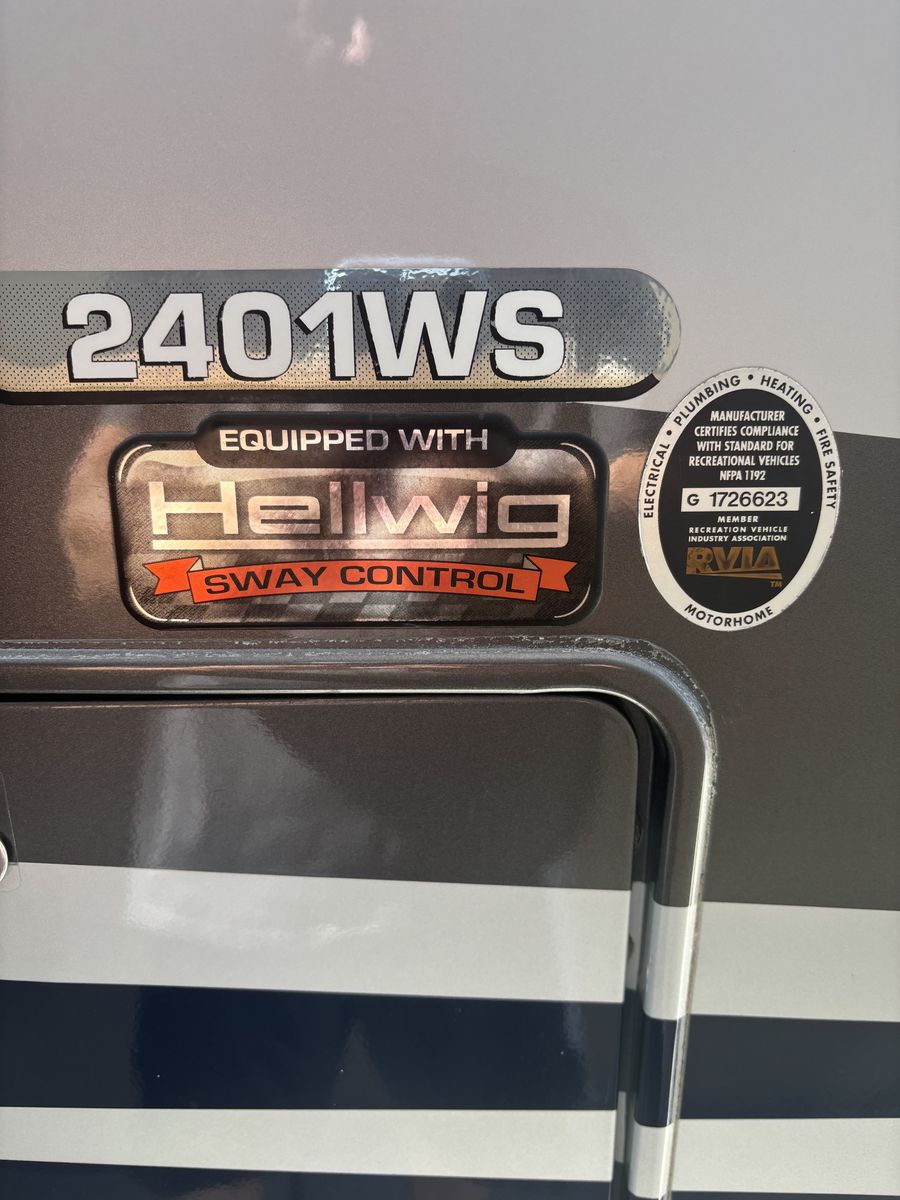 2401WS
EQUIPPED WITH
Hellwig
SWAY CONTROL
ELECTRICAL • PLUMBING • HEATING • FIRE SAFETY
MANUFACTURER
CERTIFIES COMPLIANCE
WITH STANDARD FOR
RECREATIONAL VEHICLES
NFPA 1192
G 1726623
MEMBER
RECREATION VEHICLE
INDUSTRY ASSOCIATION
RVIA
TM
MOTORHOME